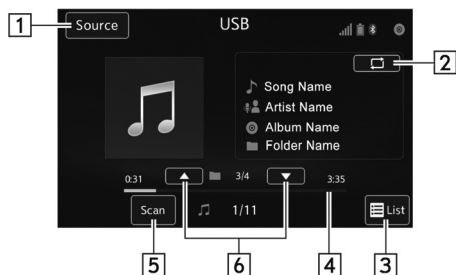 1
Source
USB
2
Song Name
Artist Name
Album Name
Folder Name
0:31
3/4
3:35
Scan
1/11
List
5
6
4
3